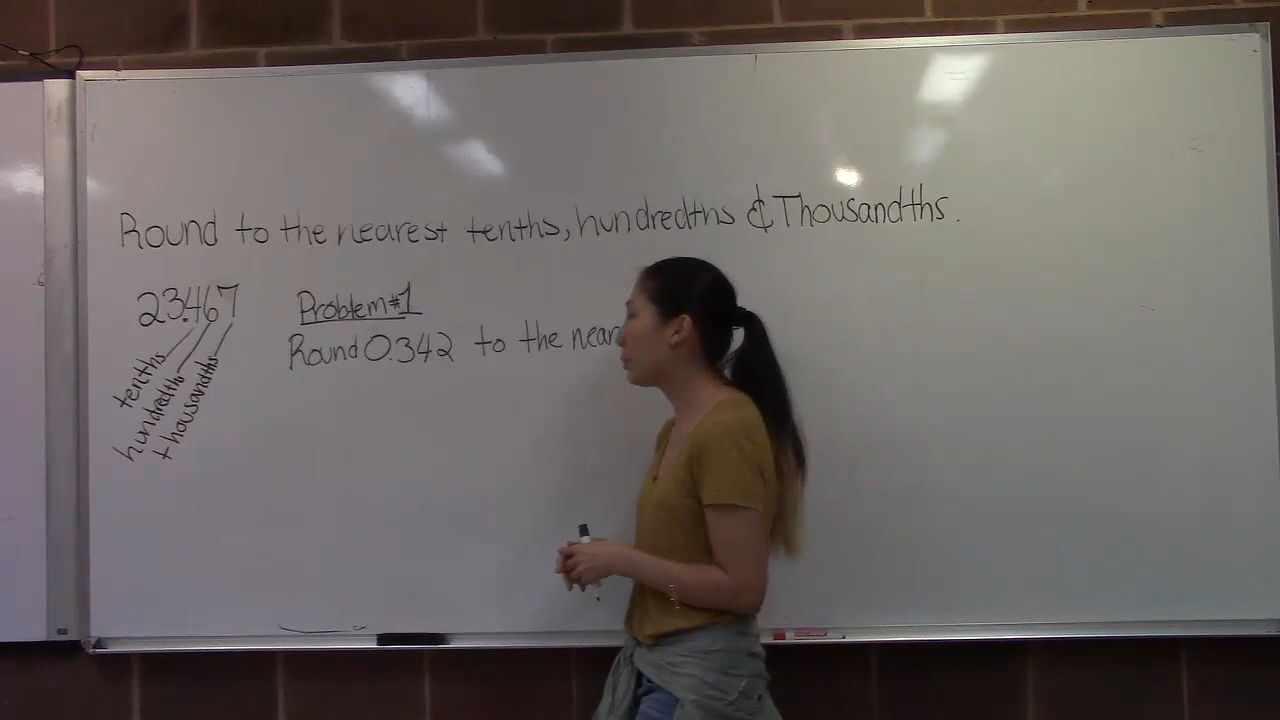 Round to the nearest tenths, hundredths & Thousandths.
23.467
tenths
hundredths
thousandths
Problem #1
Round 0.342 to the near